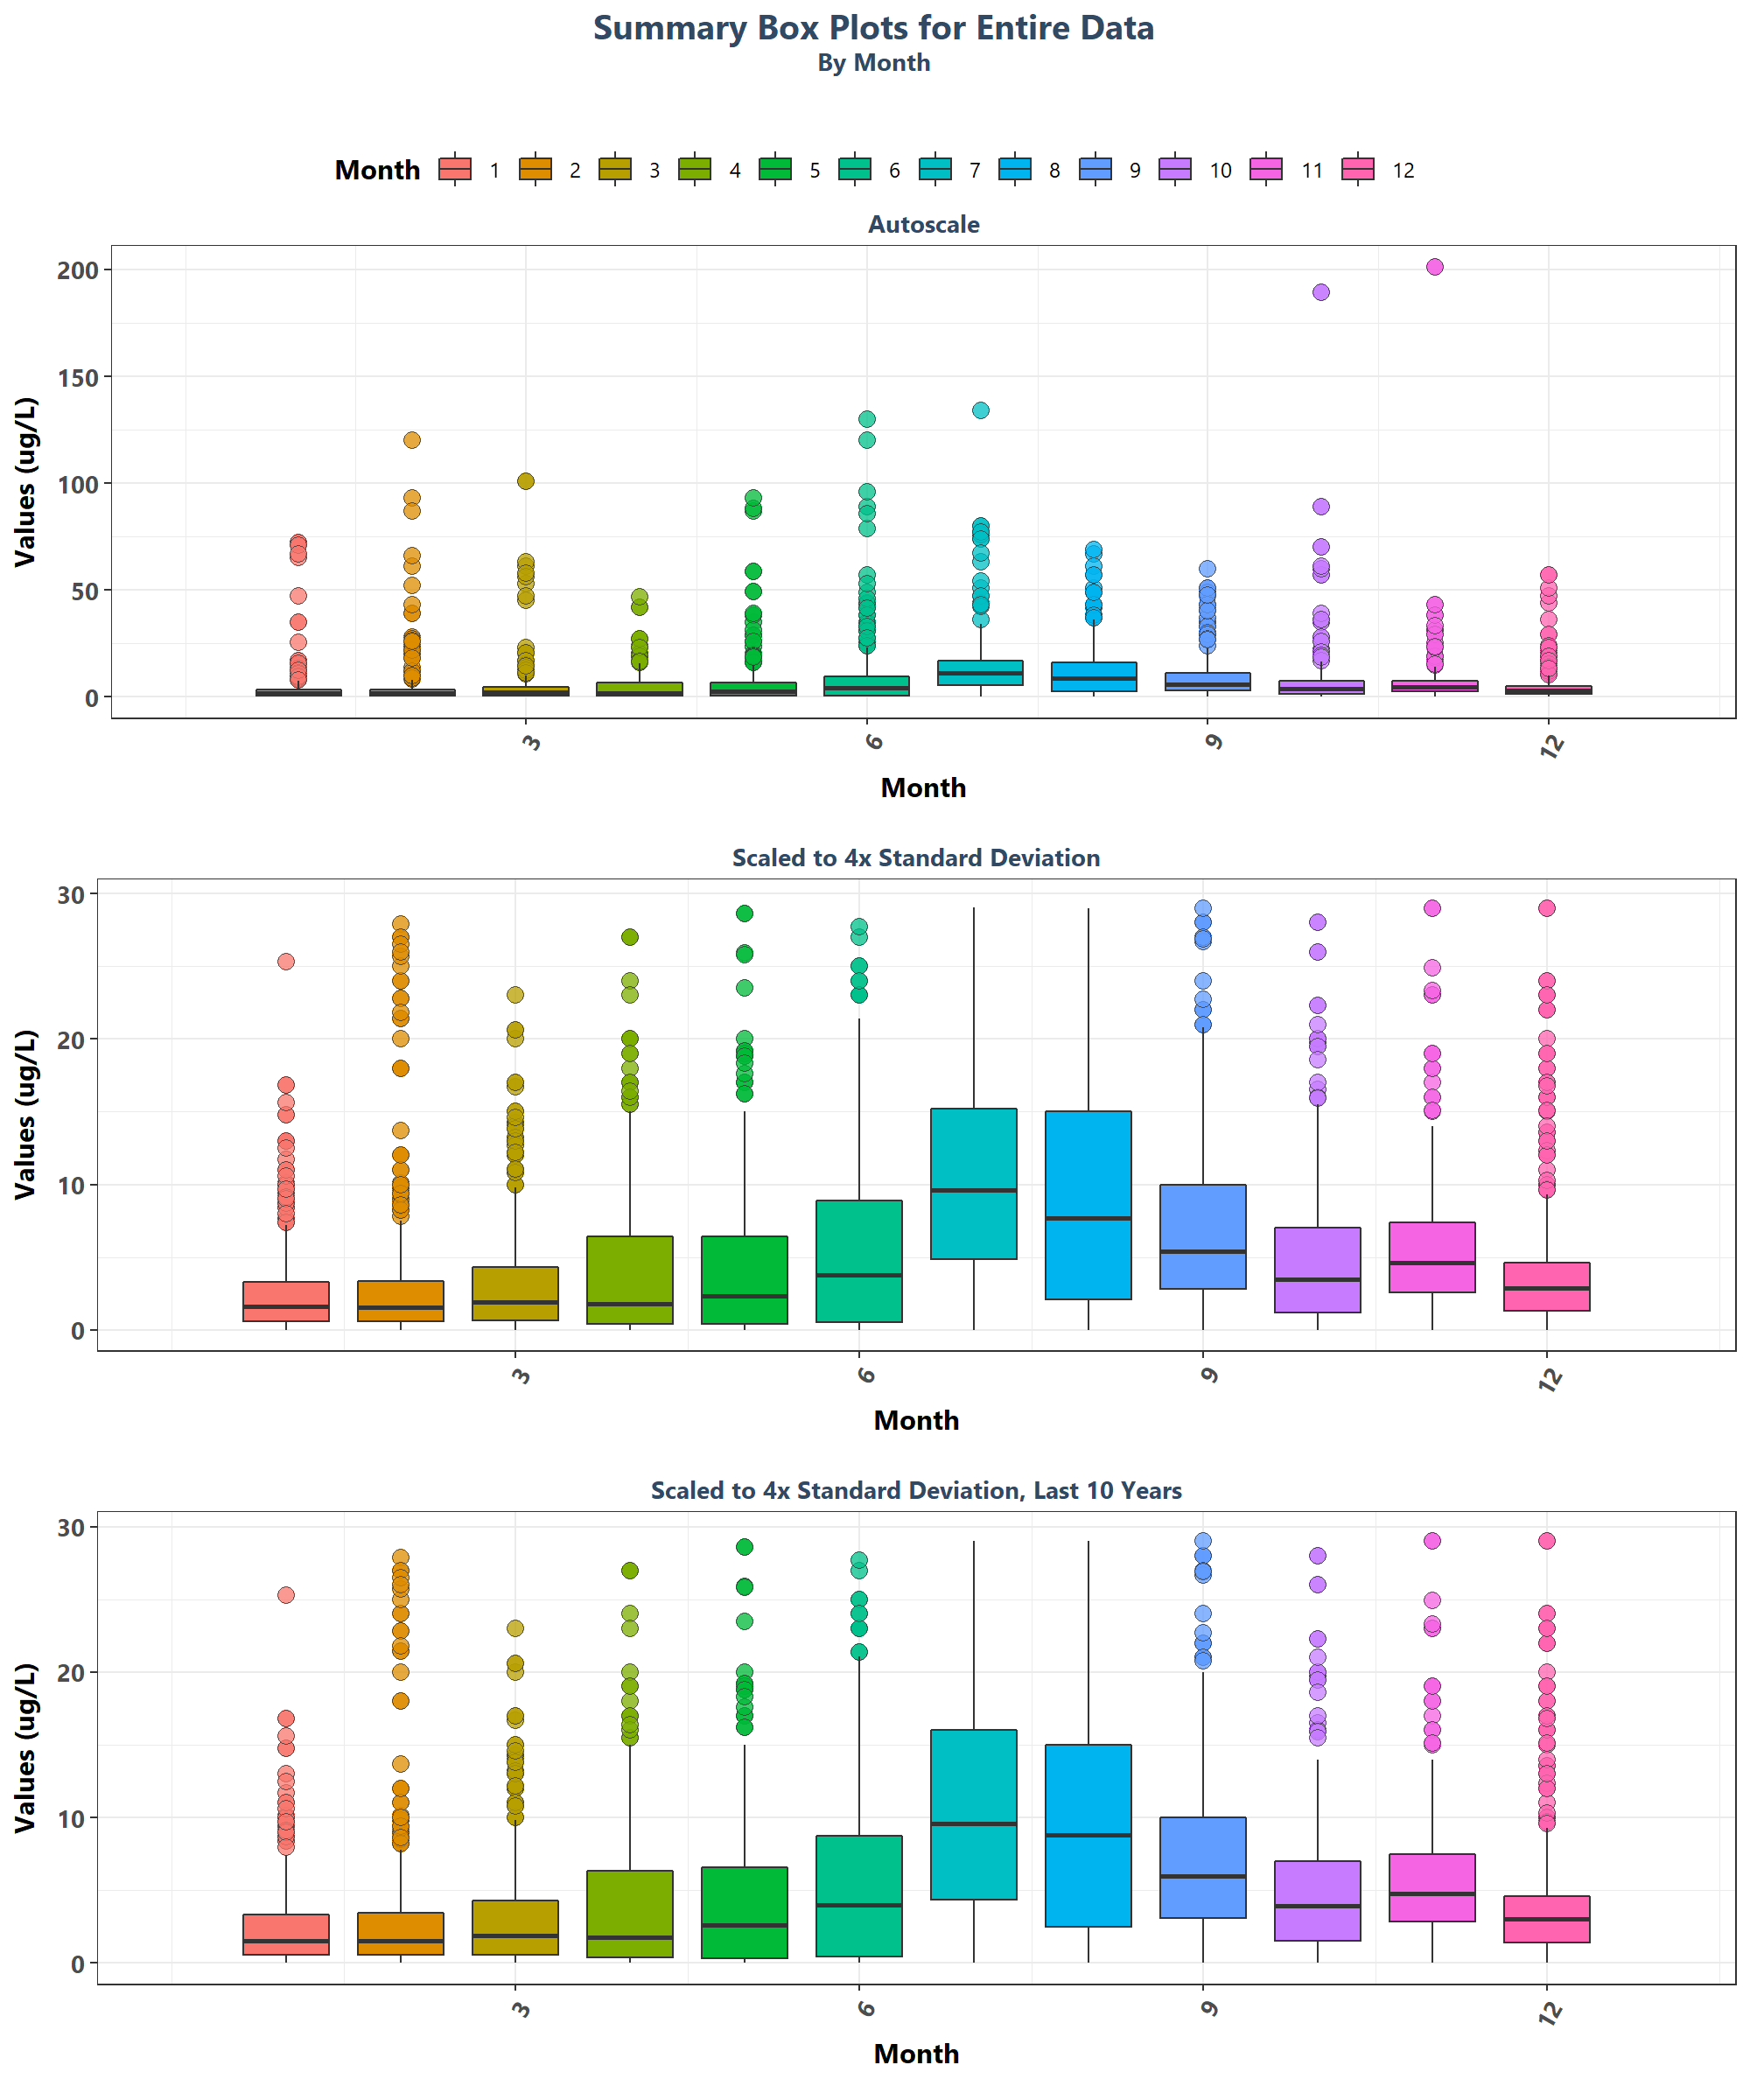 Summary Box Plots for Entire Data
By Month
Month 1 2 3 4 5 6 7 8 9 10 11 12
Autoscale
Values (ug/L)
200
150
100
50
0
3 6 9 12
Month
Scaled to 4x Standard Deviation
Values (ug/L)
30
20
10
0
3 6 9 12
Month
Scaled to 4x Standard Deviation, Last 10 Years
Values (ug/L)
30
20
10
0
3 6 9 12
Month